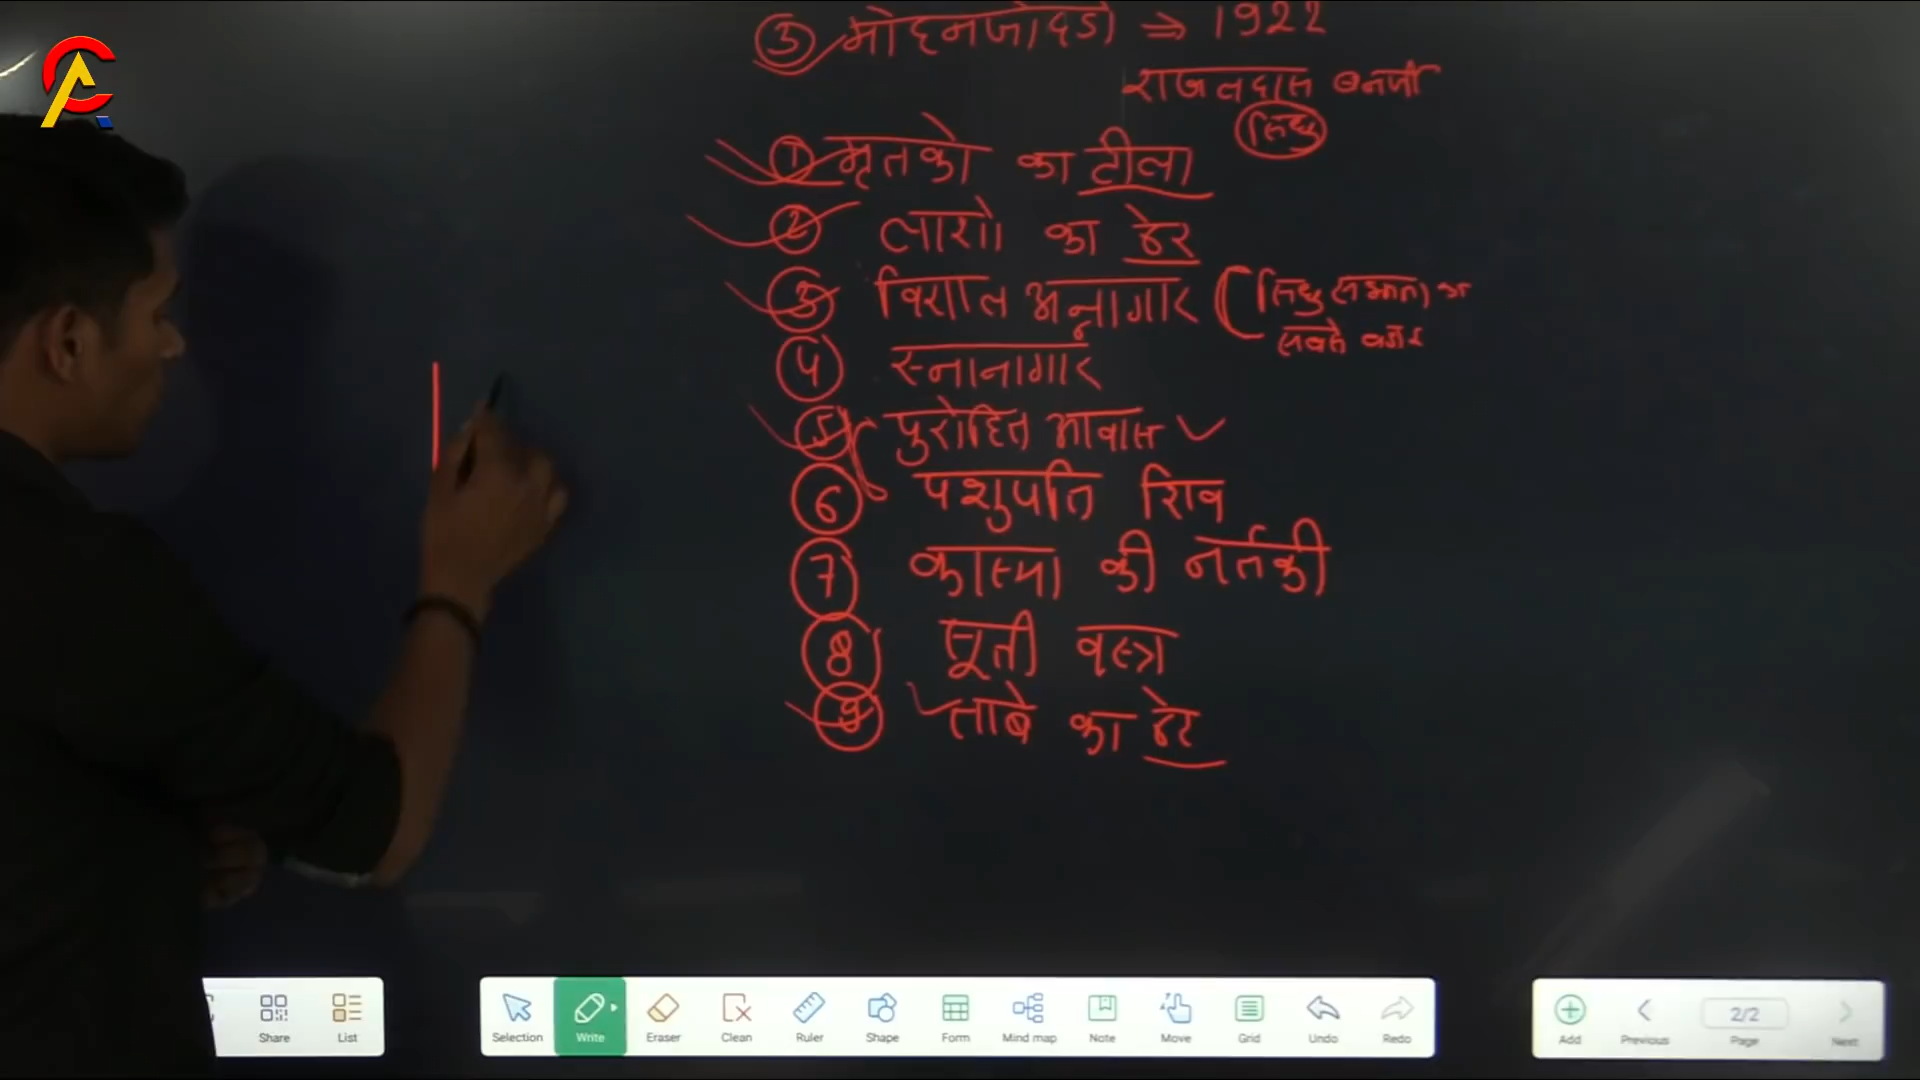 ③ मोहनजोदडो ⇒ 1922
राखलदास बनर्जी
सिंधु
① मृतको का टीला
② लाशो का ढेर
③ विशाल अन्नागार (सिंधु सभ्यता का
सबसे बडा
④ स्नानागार
⑤ पुरोहित आवास ✓
⑥ पशुपति शिव
⑦ कास्या की नर्तकी
⑧ सूती वस्त्र
⑨ ताबे का ढेर
Share List Selection Write Eraser Clean Ruler Shape Form Mind map Note Move Grid Undo Redo Add Previous 2/2 Page Next